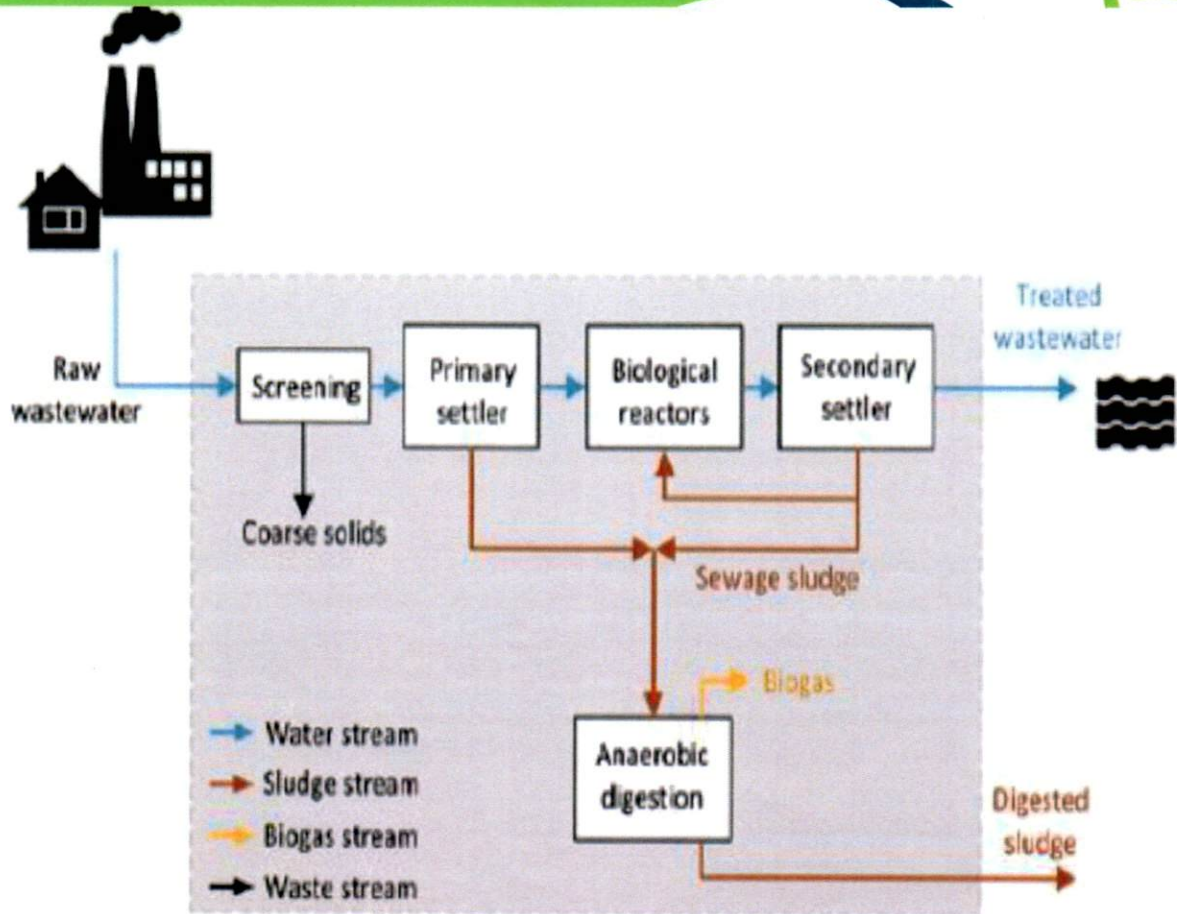 Raw
wastewater
Screening
Primary
settler
Biological
reactors
Secondary
settler
Treated
wastewater
Coarse solids
Sewage sludge
Biogas
Anaerobic
digestion
Digested
sludge
Water stream
Sludge stream
Biogas stream
Waste stream